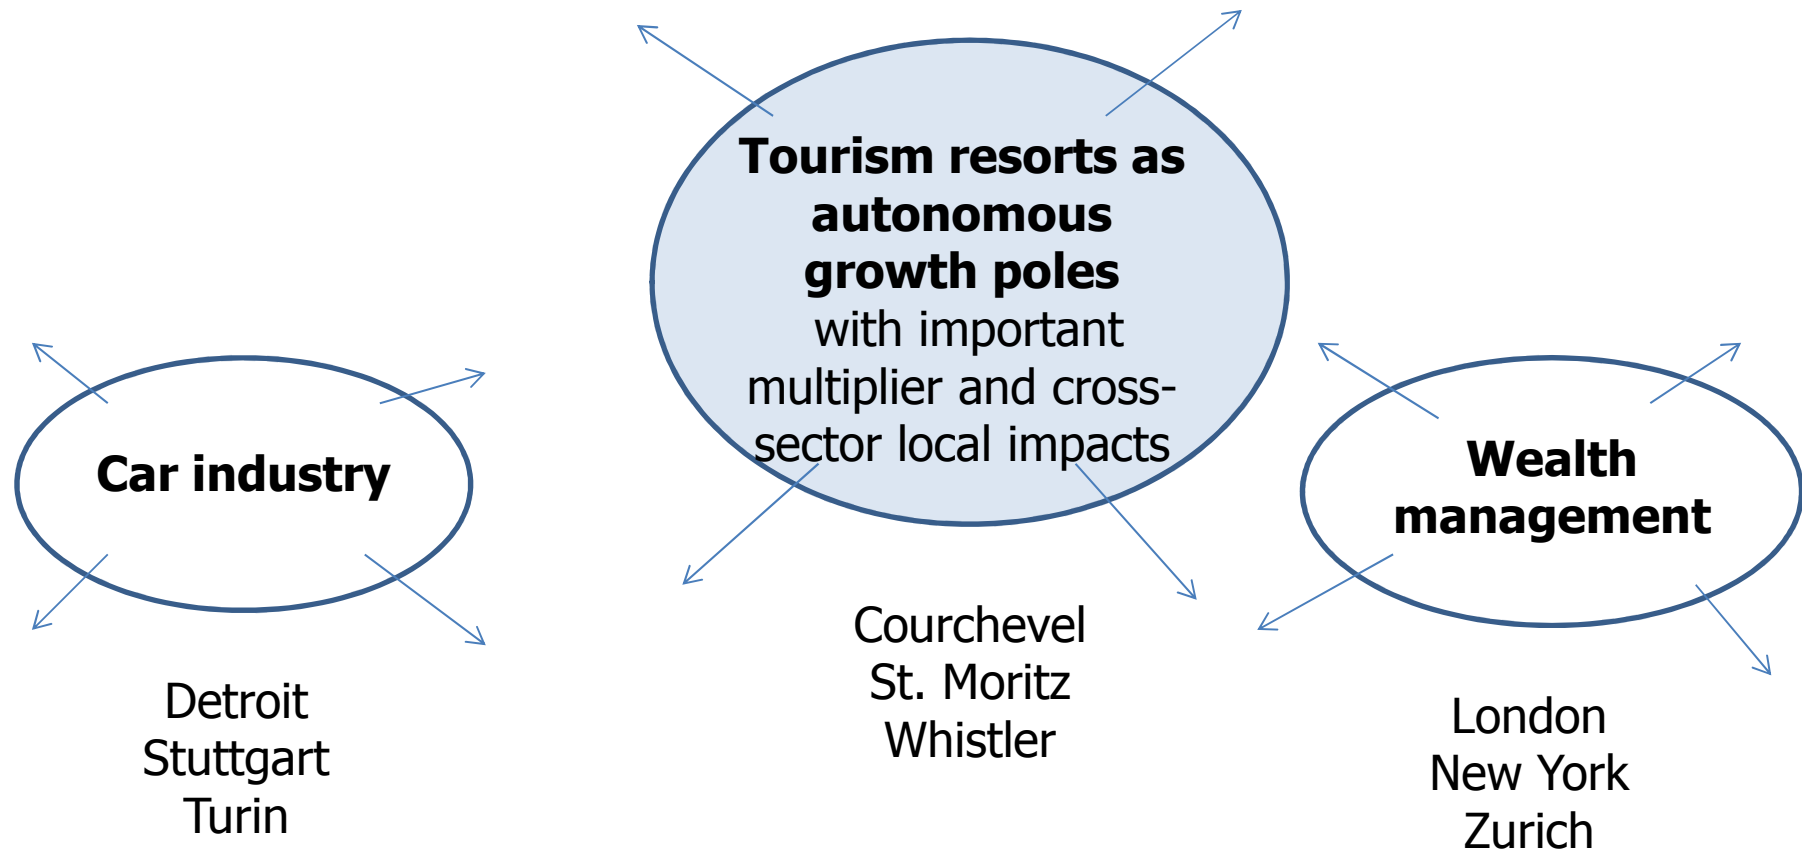 Tourism resorts as
autonomous
growth poles
with important
multiplier and cross-
sector local impacts
Car industry
Wealth
management
Courchevel
St. Moritz
Whistler
Detroit
Stuttgart
Turin
London
New York
Zurich